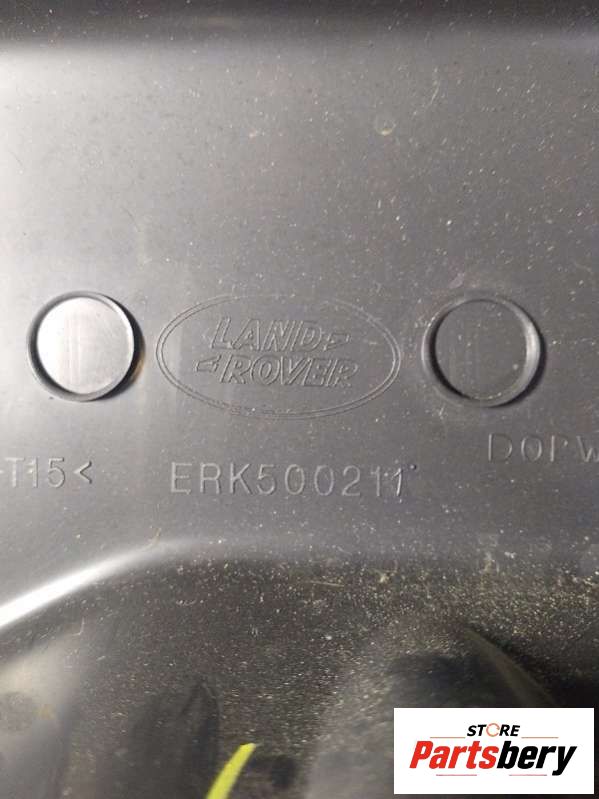 LAND
ROVER
-T15<
ERK500211
DOPW
STORE
Partsbery